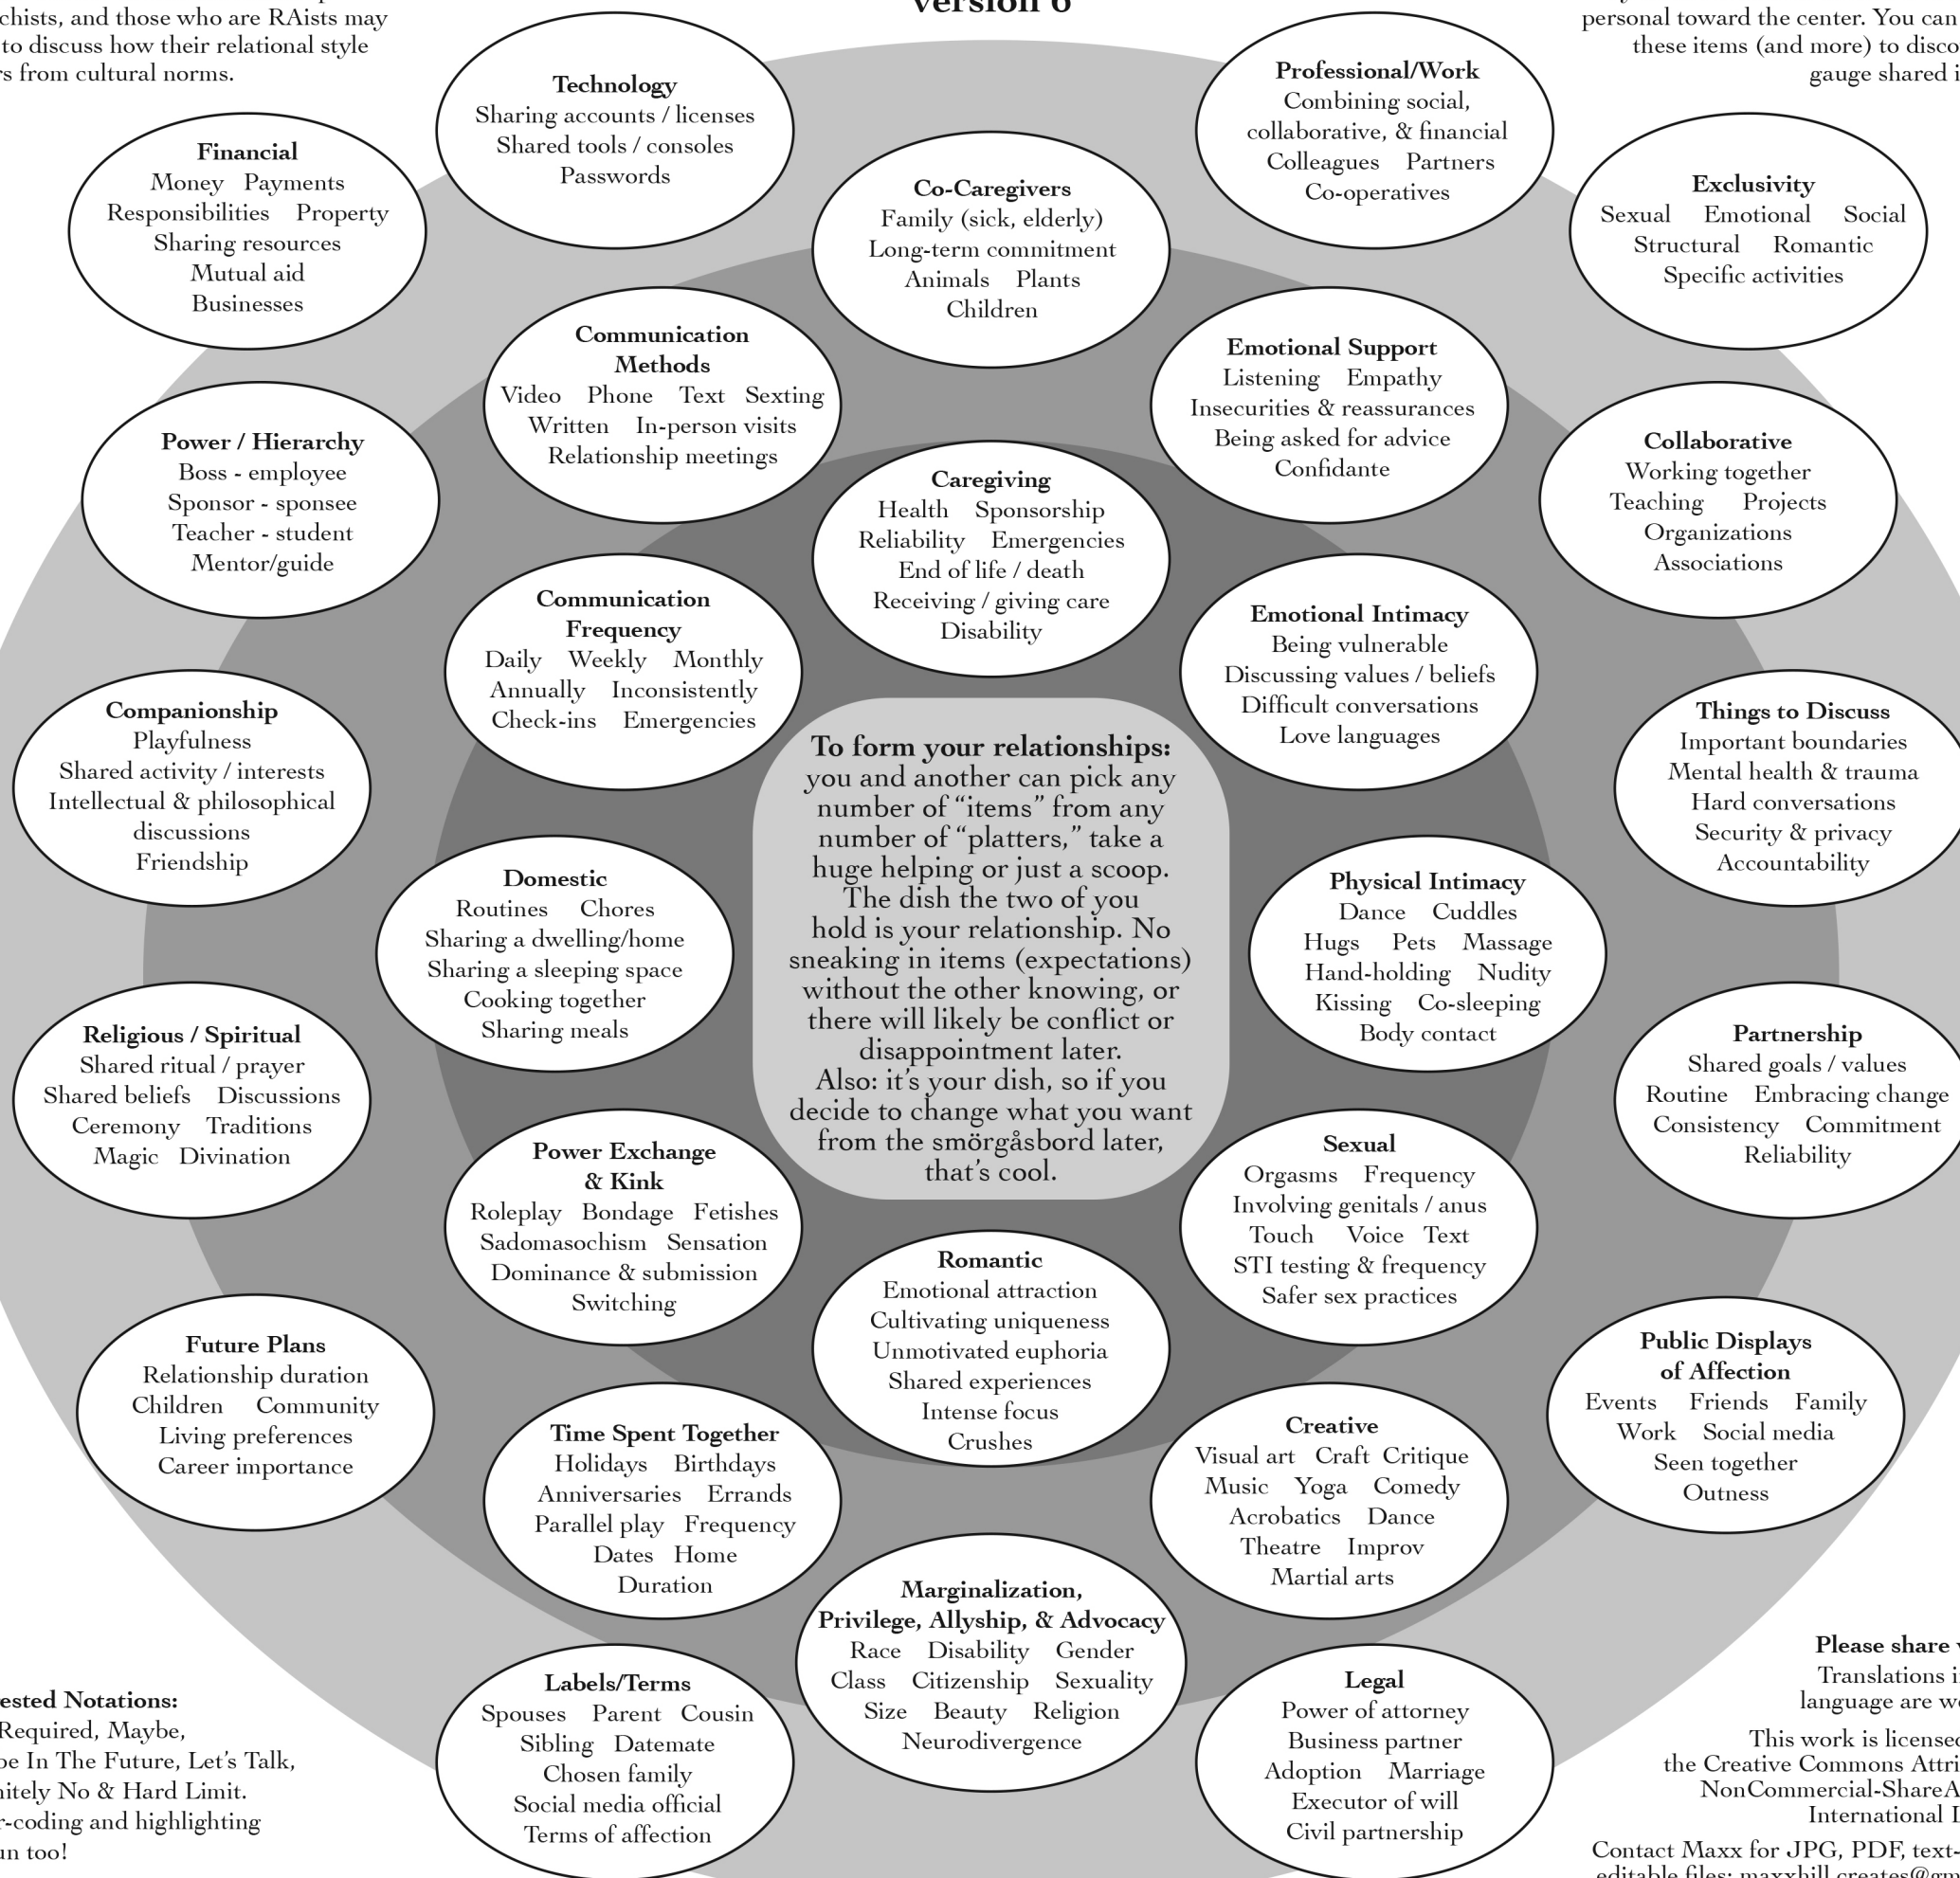 Version 6
chists, and those who are RAists may
to discuss how their relational style
rs from cultural norms.
personal toward the center. You can
these items (and more) to disco
gauge shared i
Technology
Sharing accounts / licenses
Shared tools / consoles
Passwords
Professional/Work
Combining social,
collaborative, & financial
Colleagues Partners
Co-operatives
Financial
Money Payments
Responsibilities Property
Sharing resources
Mutual aid
Businesses
Co-Caregivers
Family (sick, elderly)
Long-term commitment
Animals Plants
Children
Exclusivity
Sexual Emotional Social
Structural Romantic
Specific activities
Communication
Methods
Video Phone Text Sexting
Written In-person visits
Relationship meetings
Emotional Support
Listening Empathy
Insecurities & reassurances
Being asked for advice
Confidante
Power / Hierarchy
Boss - employee
Sponsor - sponsee
Teacher - student
Mentor/guide
Caregiving
Health Sponsorship
Reliability Emergencies
End of life / death
Receiving / giving care
Disability
Collaborative
Working together
Teaching Projects
Organizations
Associations
Communication
Frequency
Daily Weekly Monthly
Annually Inconsistently
Check-ins Emergencies
Emotional Intimacy
Being vulnerable
Discussing values / beliefs
Difficult conversations
Love languages
Companionship
Playfulness
Shared activity / interests
Intellectual & philosophical
discussions
Friendship
To form your relationships:
you and another can pick any
number of “items” from any
number of “platters,” take a
huge helping or just a scoop.
The dish the two of you
hold is your relationship. No
sneaking in items (expectations)
without the other knowing, or
there will likely be conflict or
disappointment later.
Also: it’s your dish, so if you
decide to change what you want
from the smörgåsbord later,
that’s cool.
Things to Discuss
Important boundaries
Mental health & trauma
Hard conversations
Security & privacy
Accountability
Domestic
Routines Chores
Sharing a dwelling/home
Sharing a sleeping space
Cooking together
Sharing meals
Physical Intimacy
Dance Cuddles
Hugs Pets Massage
Hand-holding Nudity
Kissing Co-sleeping
Body contact
Religious / Spiritual
Shared ritual / prayer
Shared beliefs Discussions
Ceremony Traditions
Magic Divination
Partnership
Shared goals / values
Routine Embracing change
Consistency Commitment
Reliability
Power Exchange
& Kink
Roleplay Bondage Fetishes
Sadomasochism Sensation
Dominance & submission
Switching
Sexual
Orgasms Frequency
Involving genitals / anus
Touch Voice Text
STI testing & frequency
Safer sex practices
Romantic
Emotional attraction
Cultivating uniqueness
Unmotivated euphoria
Shared experiences
Intense focus
Crushes
Future Plans
Relationship duration
Children Community
Living preferences
Career importance
Public Displays
of Affection
Events Friends Family
Work Social media
Seen together
Outness
Time Spent Together
Holidays Birthdays
Anniversaries Errands
Parallel play Frequency
Dates Home
Duration
Creative
Visual art Craft Critique
Music Yoga Comedy
Acrobatics Dance
Theatre Improv
Martial arts
Marginalization,
Privilege, Allyship, & Advocacy
Race Disability Gender
Class Citizenship Sexuality
Size Beauty Religion
Neurodivergence
Labels/Terms
Spouses Parent Cousin
Sibling Datemate
Chosen family
Social media official
Terms of affection
Legal
Power of attorney
Business partner
Adoption Marriage
Executor of will
Civil partnership
ested Notations:
Required, Maybe,
be In The Future, Let’s Talk,
nitely No & Hard Limit.
r-coding and highlighting
un too!
Please share
Translations i
language are we
This work is licensed
the Creative Commons Attri
NonCommercial-ShareA
International
Contact Maxx for JPG, PDF, text-
editable files: maxxhill.creates@gm